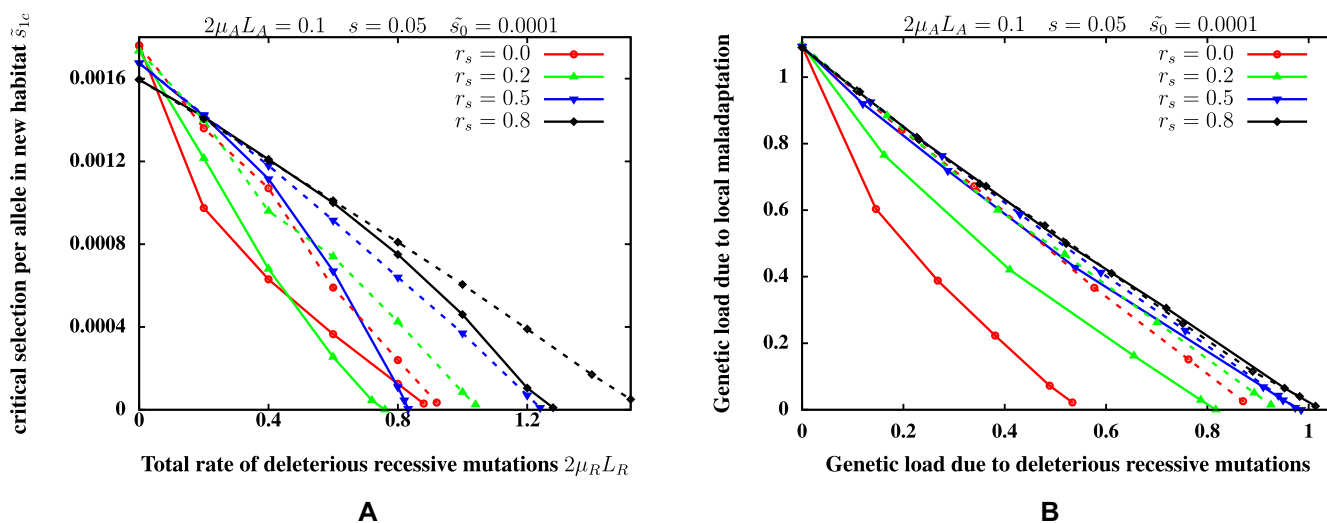 2μ_A L_A = 0.1 s = 0.05 s̃_0 = 0.0001
critical selection per allele in new habitat s̃_{1c}
r_s = 0.0
r_s = 0.2
r_s = 0.5
r_s = 0.8
0.0016
0.0012
0.0008
0.0004
0
0 0.4 0.8 1.2
Total rate of deleterious recessive mutations 2μ_R L_R
A
2μ_A L_A = 0.1 s = 0.05 s̃_0 = 0.0001
Genetic load due to local maladaptation
r_s = 0.0
r_s = 0.2
r_s = 0.5
r_s = 0.8
1
0.8
0.6
0.4
0.2
0
0 0.2 0.4 0.6 0.8 1
Genetic load due to deleterious recessive mutations
B